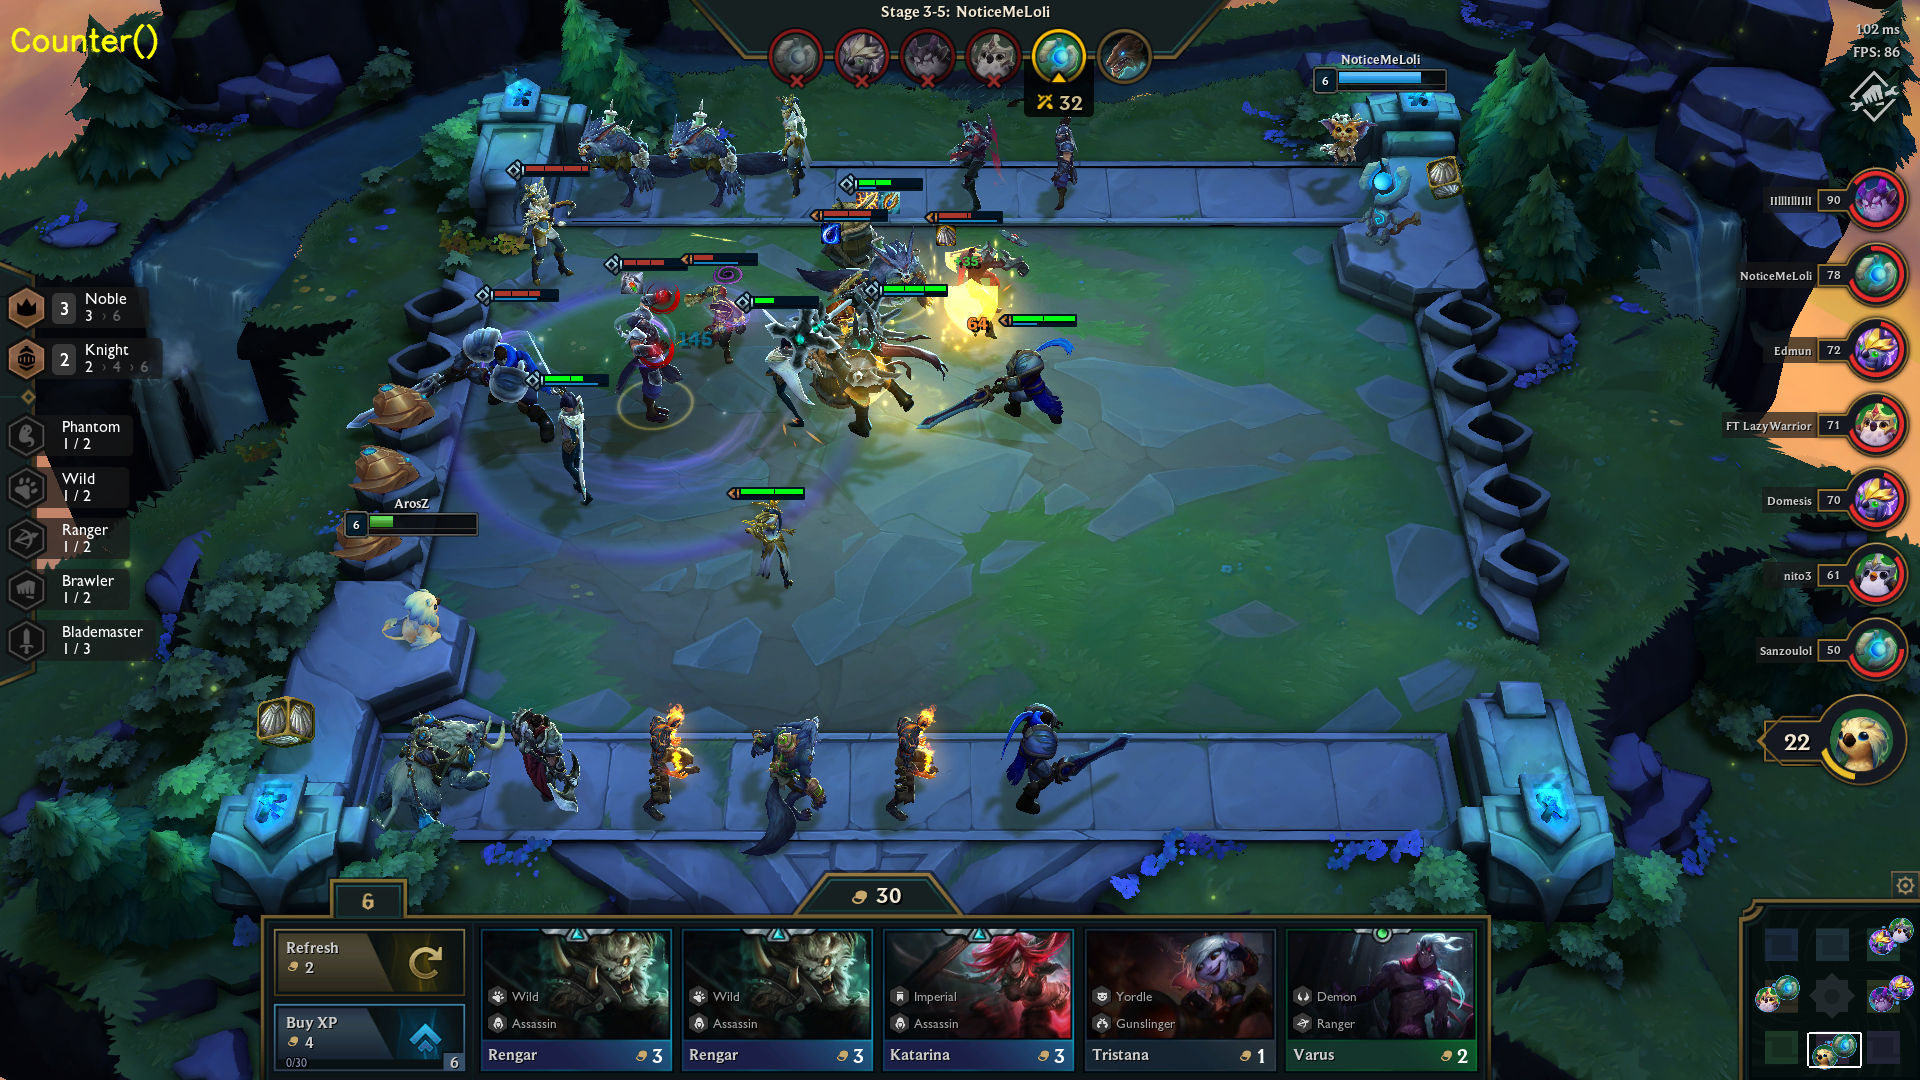 Counter()
Stage 3-5: NoticeMeLoli
102 ms
FPS: 86
32
NoticeMeLoli
6
90
NoticeMeLoli 78
Edmun 72
FT LazyWarrior 71
Domesis 70
nito3 61
Sanzoulol 50
22
3 Noble
3 › 6
2 Knight
2 › 4 › 6
Phantom
1 / 2
Wild
1 / 2
Ranger
1 / 2
Brawler
1 / 2
Blademaster
1 / 3
+35
64
146
ArosZ
6
6
30
Refresh
2
Buy XP
4
0/30
6
Wild
Assassin
Rengar 3
Wild
Assassin
Rengar 3
Imperial
Assassin
Katarina 3
Yordle
Gunslinger
Tristana 1
Demon
Ranger
Varus 2